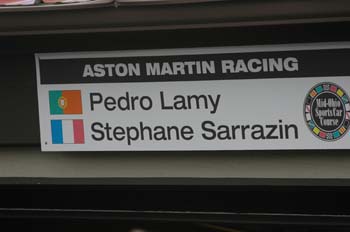 ASTON MARTIN RACING
Pedro Lamy
Stephane Sarrazin
Mid-Ohio
Sports Car
Course